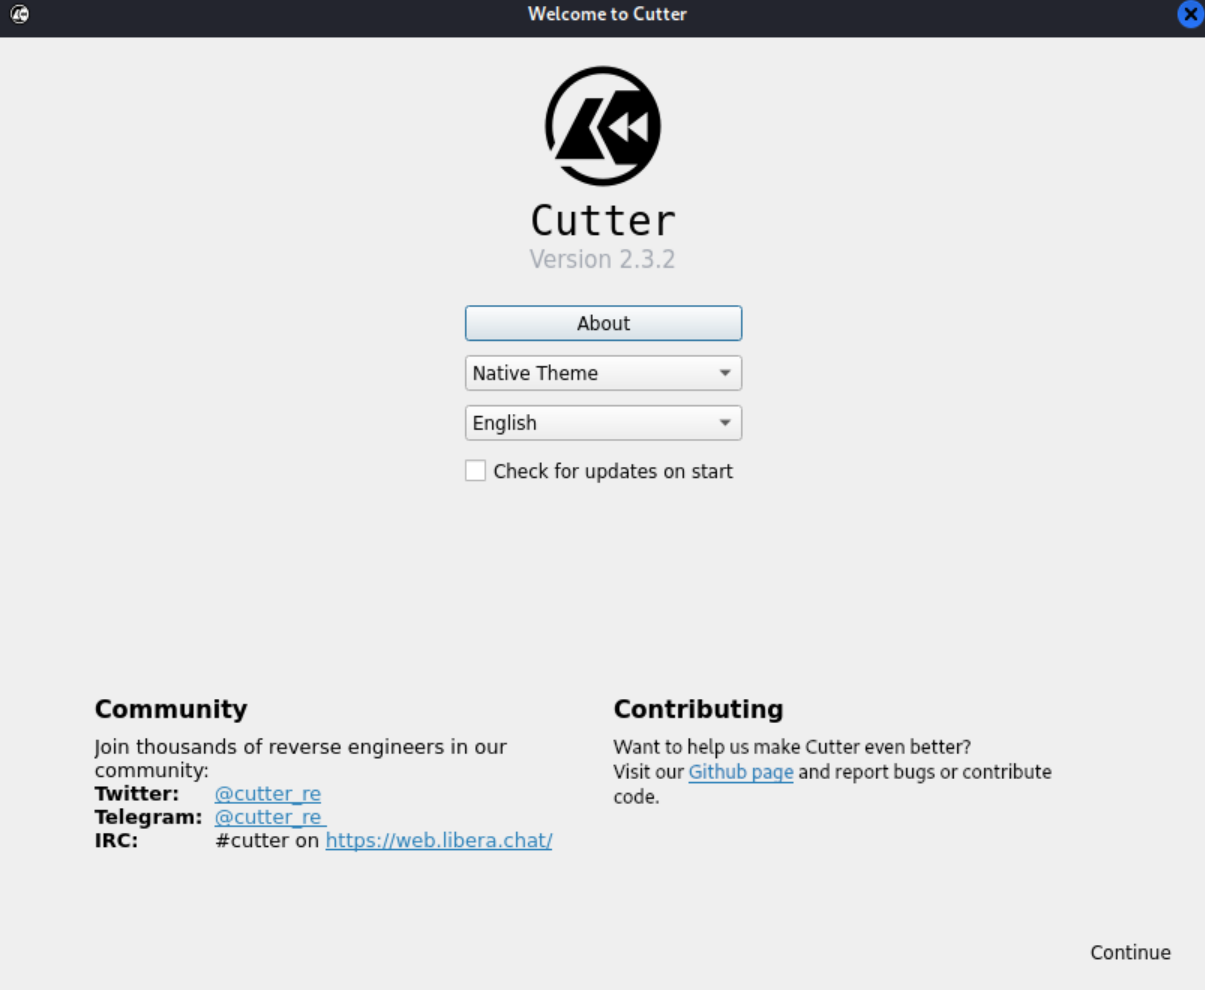 Welcome to Cutter
Cutter
Version 2.3.2
About
Native Theme
English
Check for updates on start
Community
Join thousands of reverse engineers in our
community:
Twitter: @cutter_re
Telegram: @cutter_re
IRC: #cutter on https://web.libera.chat/
Contributing
Want to help us make Cutter even better?
Visit our Github page and report bugs or contribute
code.
Continue